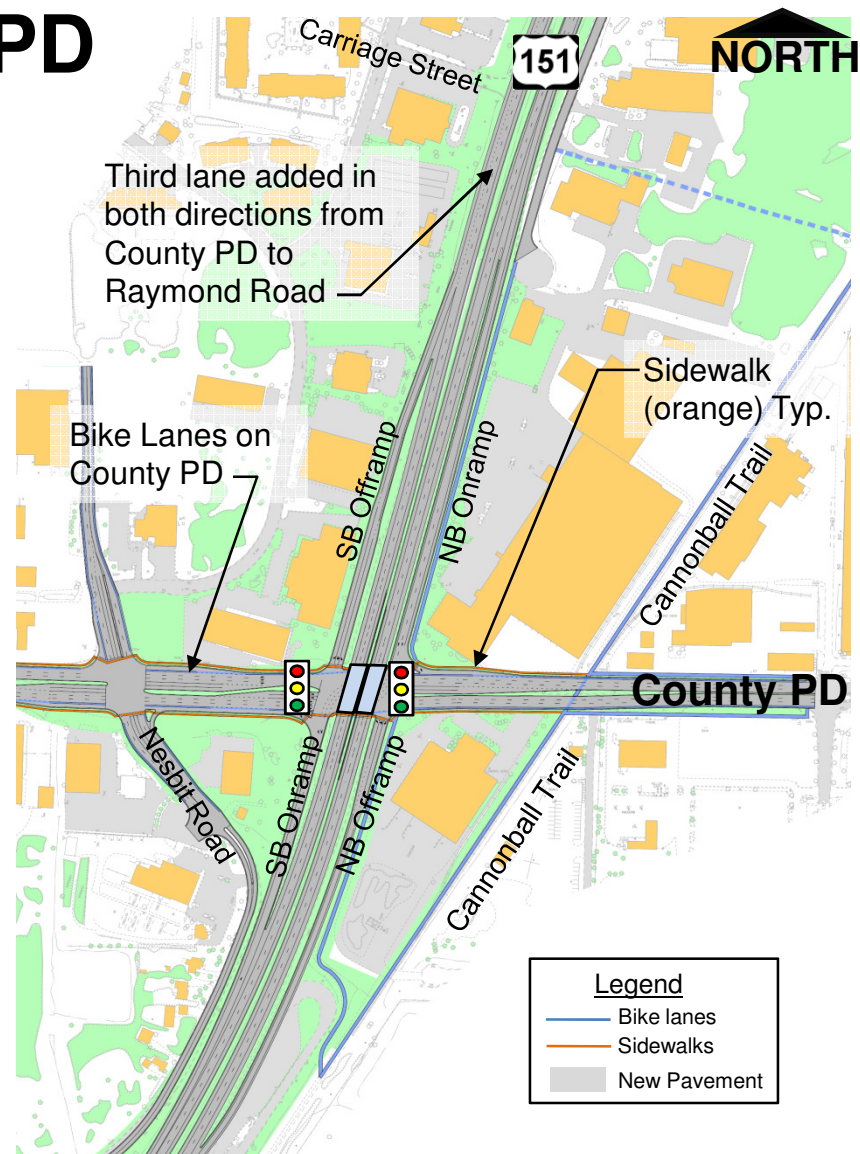 PD
Carriage Street
151
NORTH
Third lane added in
both directions from
County PD to
Raymond Road
Sidewalk
(orange) Typ.
Bike Lanes on
County PD
SB Offramp
NB Onramp
Cannonball Trail
County PD
Nesbit Road
SB Onramp
NB Offramp
Cannonball Trail
Legend
Bike lanes
Sidewalks
New Pavement